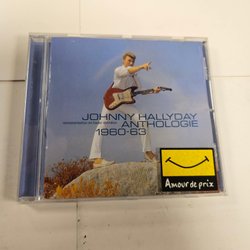 JOHNNY HALLYDAY
ANTHOLOGIE
1960-63
Amour de prix